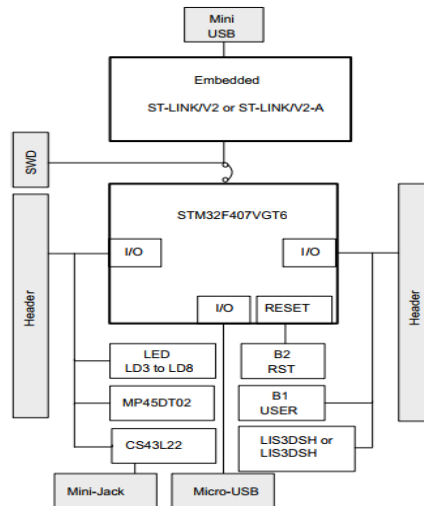 Mini
USB
Embedded
ST-LINK/V2 or ST-LINK/V2-A
SWD
STM32F407VGT6
I/O
I/O
Header
Header
I/O
RESET
LED
LD3 to LD8
B2
RST
MP45DT02
B1
USER
CS43L22
LIS3DSH or
LIS3DSH
Mini-Jack
Micro-USB